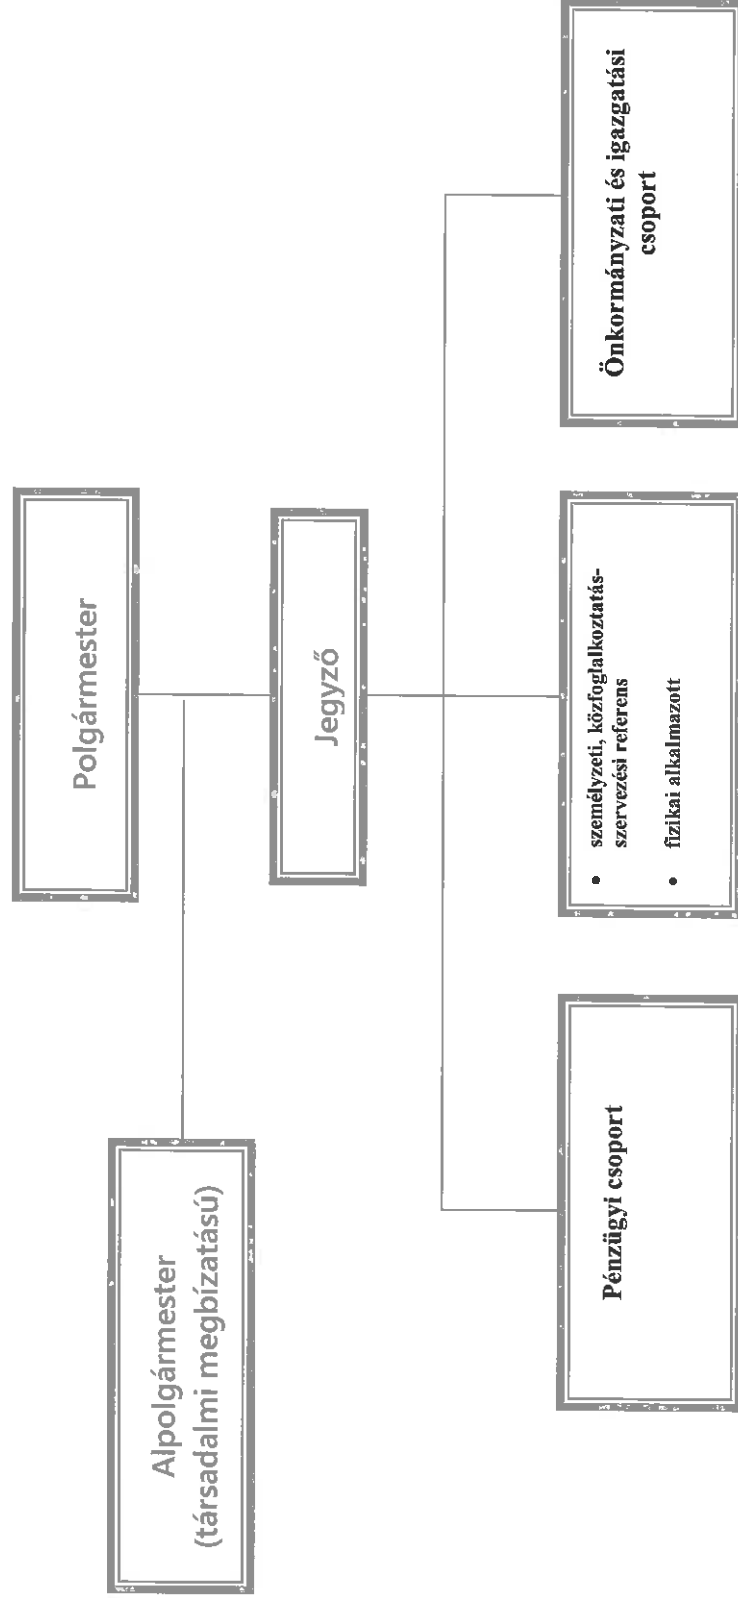 Polgármester
Alpolgármester
(társadalmi megbízatású)
Jegyző
Pénzügyi csoport
• személyzeti, közfoglalkoztatás-
szervezési referens
• fizikai alkalmazott
Önkormányzati és igazgatási
csoport